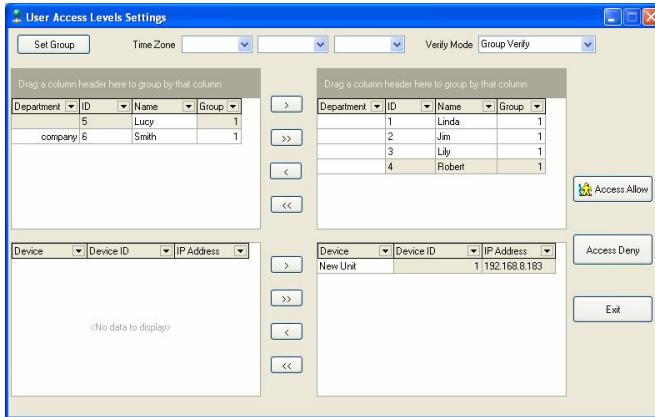 User Access Levels Settings
Set Group Time Zone Verify Mode Group Verify
Drag a column header here to group by that column Drag a column header here to group by that column
Department ID Name Group > Department ID Name Group
5 Lucy 1 1 Linda 1
company 6 Smith 1 >> 2 Jim 1
3 Lily 1
< 4 Robert 1
Access Allow
<<
Device Device ID IP Address Device Device ID IP Address Access Deny
> New Unit 1 192.168.8.183
>>
Exit
<No data to display>
<
<<